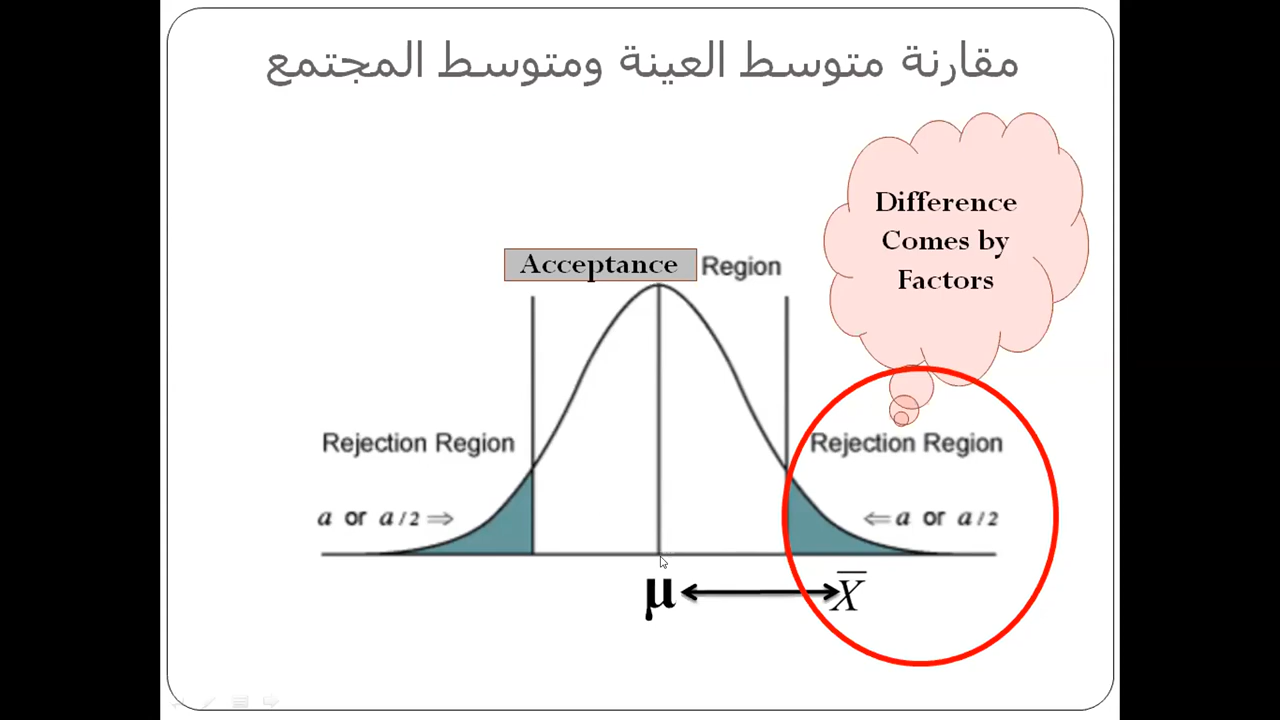 مقارنة متوسط العينة ومتوسط المجتمع
Difference
Comes by
Factors
Acceptance Region
Rejection Region
Rejection Region
a or a/2 ⇒
⇐ a or a/2
μ
X̅